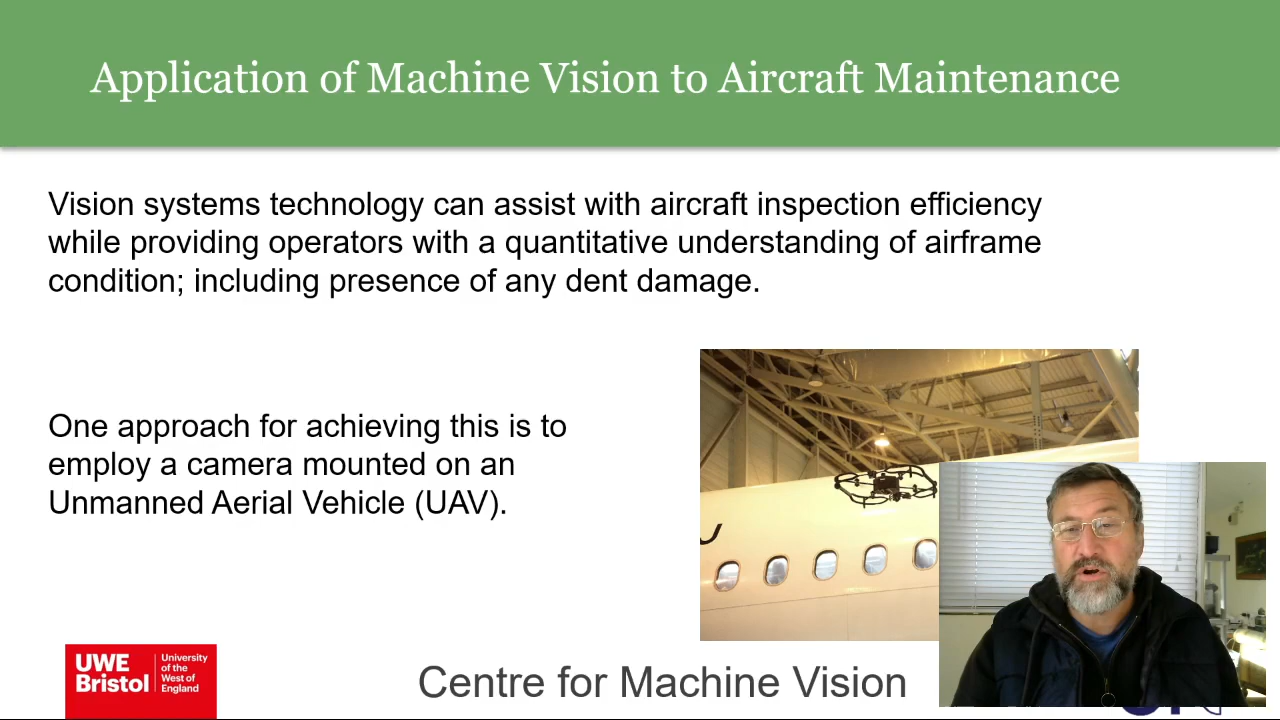 Application of Machine Vision to Aircraft Maintenance
Vision systems technology can assist with aircraft inspection efficiency
while providing operators with a quantitative understanding of airframe
condition; including presence of any dent damage.
One approach for achieving this is to
employ a camera mounted on an
Unmanned Aerial Vehicle (UAV).
UWE
Bristol
University
of the
West of
England
Centre for Machine Vision